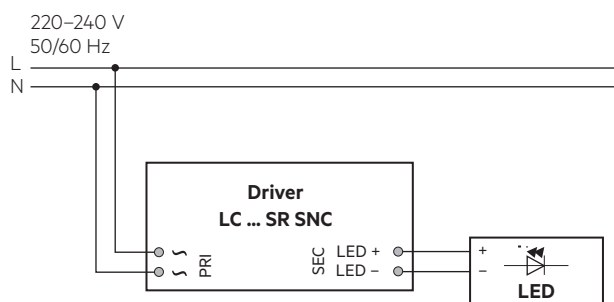 220–240 V
50/60 Hz
L
N
Driver
LC ... SR SNC
~ PRI SEC LED + +
~ LED – –
LED